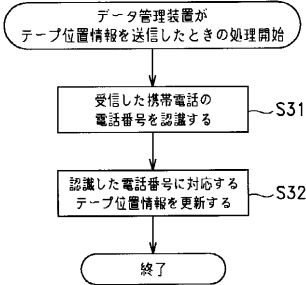 データ管理装置が
テープ位置情報を送信したときの処理開始
受信した携帯電話の
電話番号を認識する
S31
認識した電話番号に対応する
テープ位置情報を更新する
S32
終了